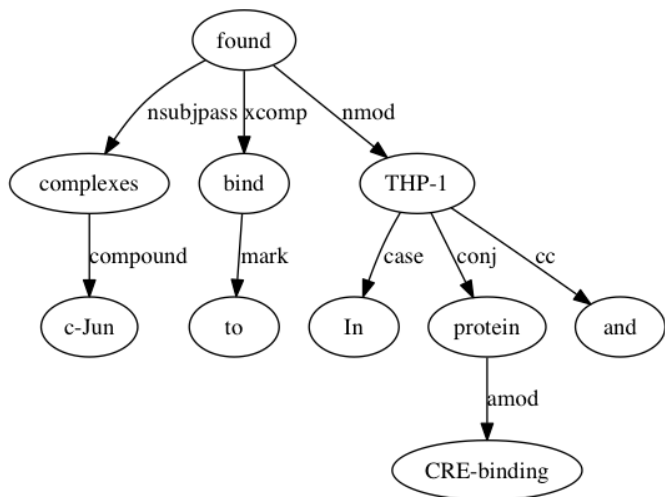 found
nsubjpass xcomp nmod
complexes bind THP-1
compound mark case conj cc
c-Jun to In protein and
amod
CRE-binding